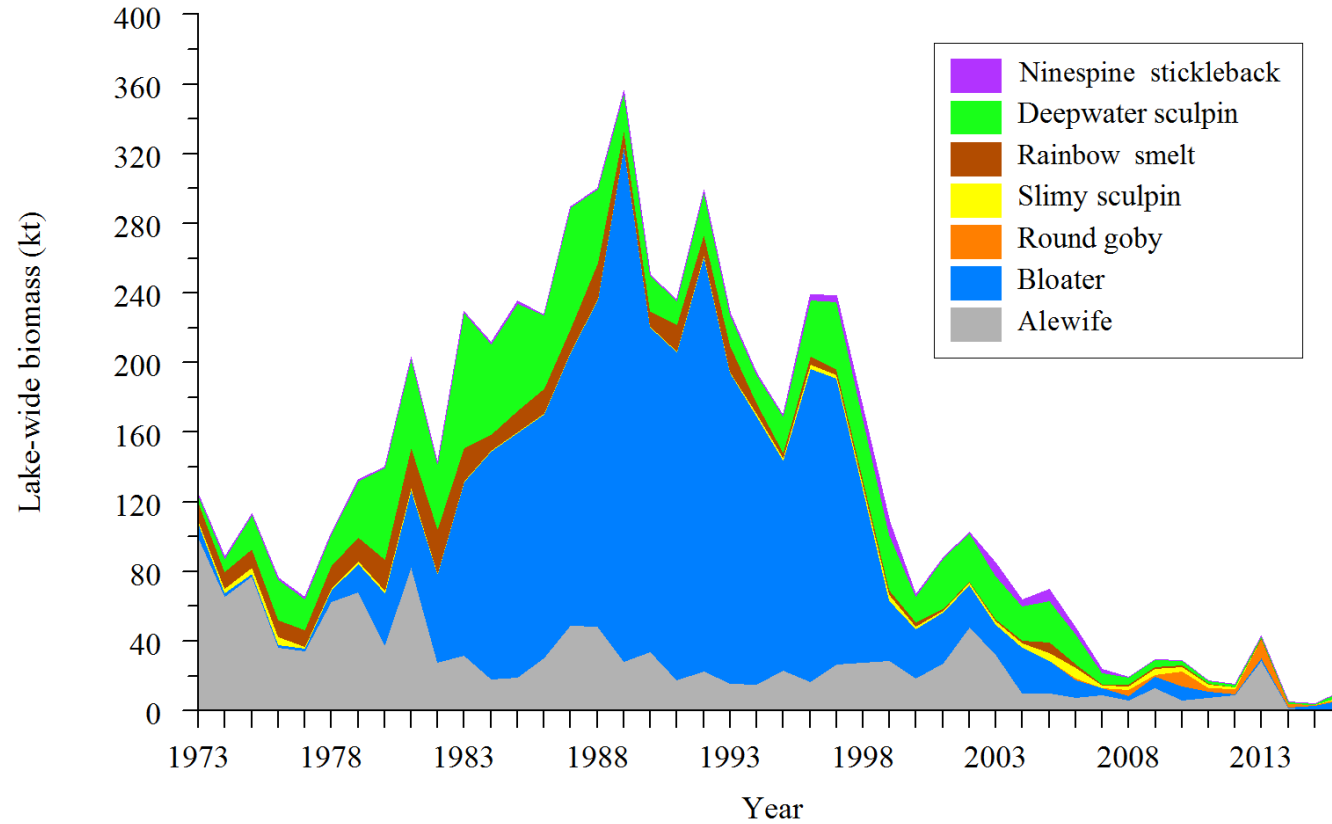 400
360
320
280
240
200
160
120
80
40
0
Lake-wide biomass (kt)
Ninespine stickleback
Deepwater sculpin
Rainbow smelt
Slimy sculpin
Round goby
Bloater
Alewife
1973 1978 1983 1988 1993 1998 2003 2008 2013
Year